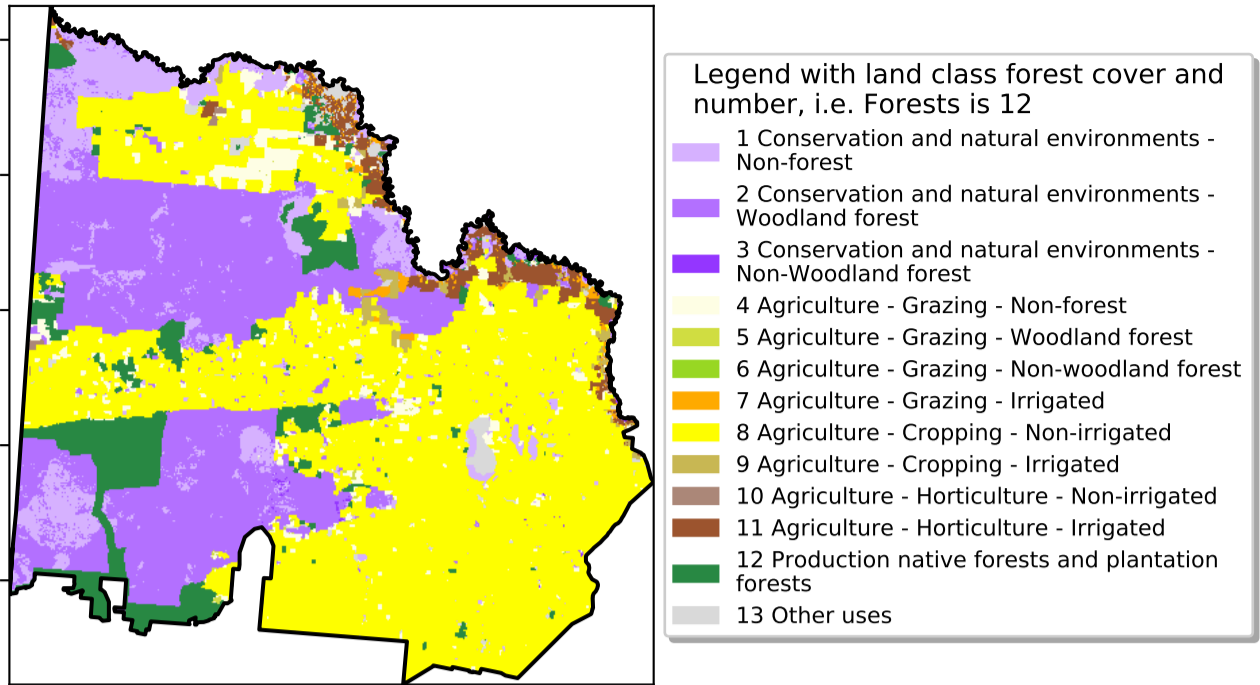 Legend with land class forest cover and
number, i.e. Forests is 12
1 Conservation and natural environments -
Non-forest
2 Conservation and natural environments -
Woodland forest
3 Conservation and natural environments -
Non-Woodland forest
4 Agriculture - Grazing - Non-forest
5 Agriculture - Grazing - Woodland forest
6 Agriculture - Grazing - Non-woodland forest
7 Agriculture - Grazing - Irrigated
8 Agriculture - Cropping - Non-irrigated
9 Agriculture - Cropping - Irrigated
10 Agriculture - Horticulture - Non-irrigated
11 Agriculture - Horticulture - Irrigated
12 Production native forests and plantation
forests
13 Other uses